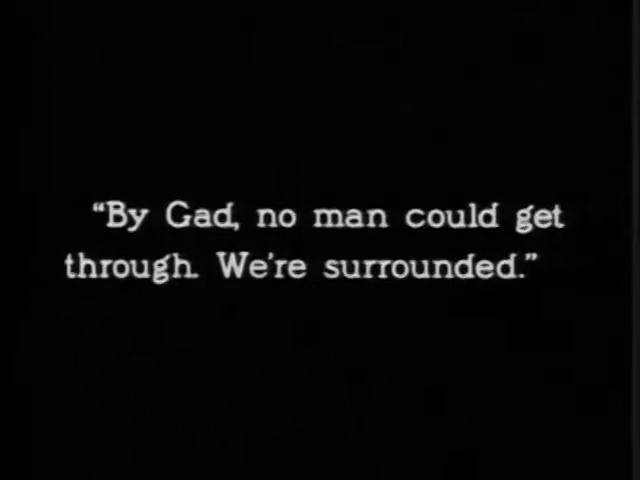 “By Gad, no man could get
through. We're surrounded.”